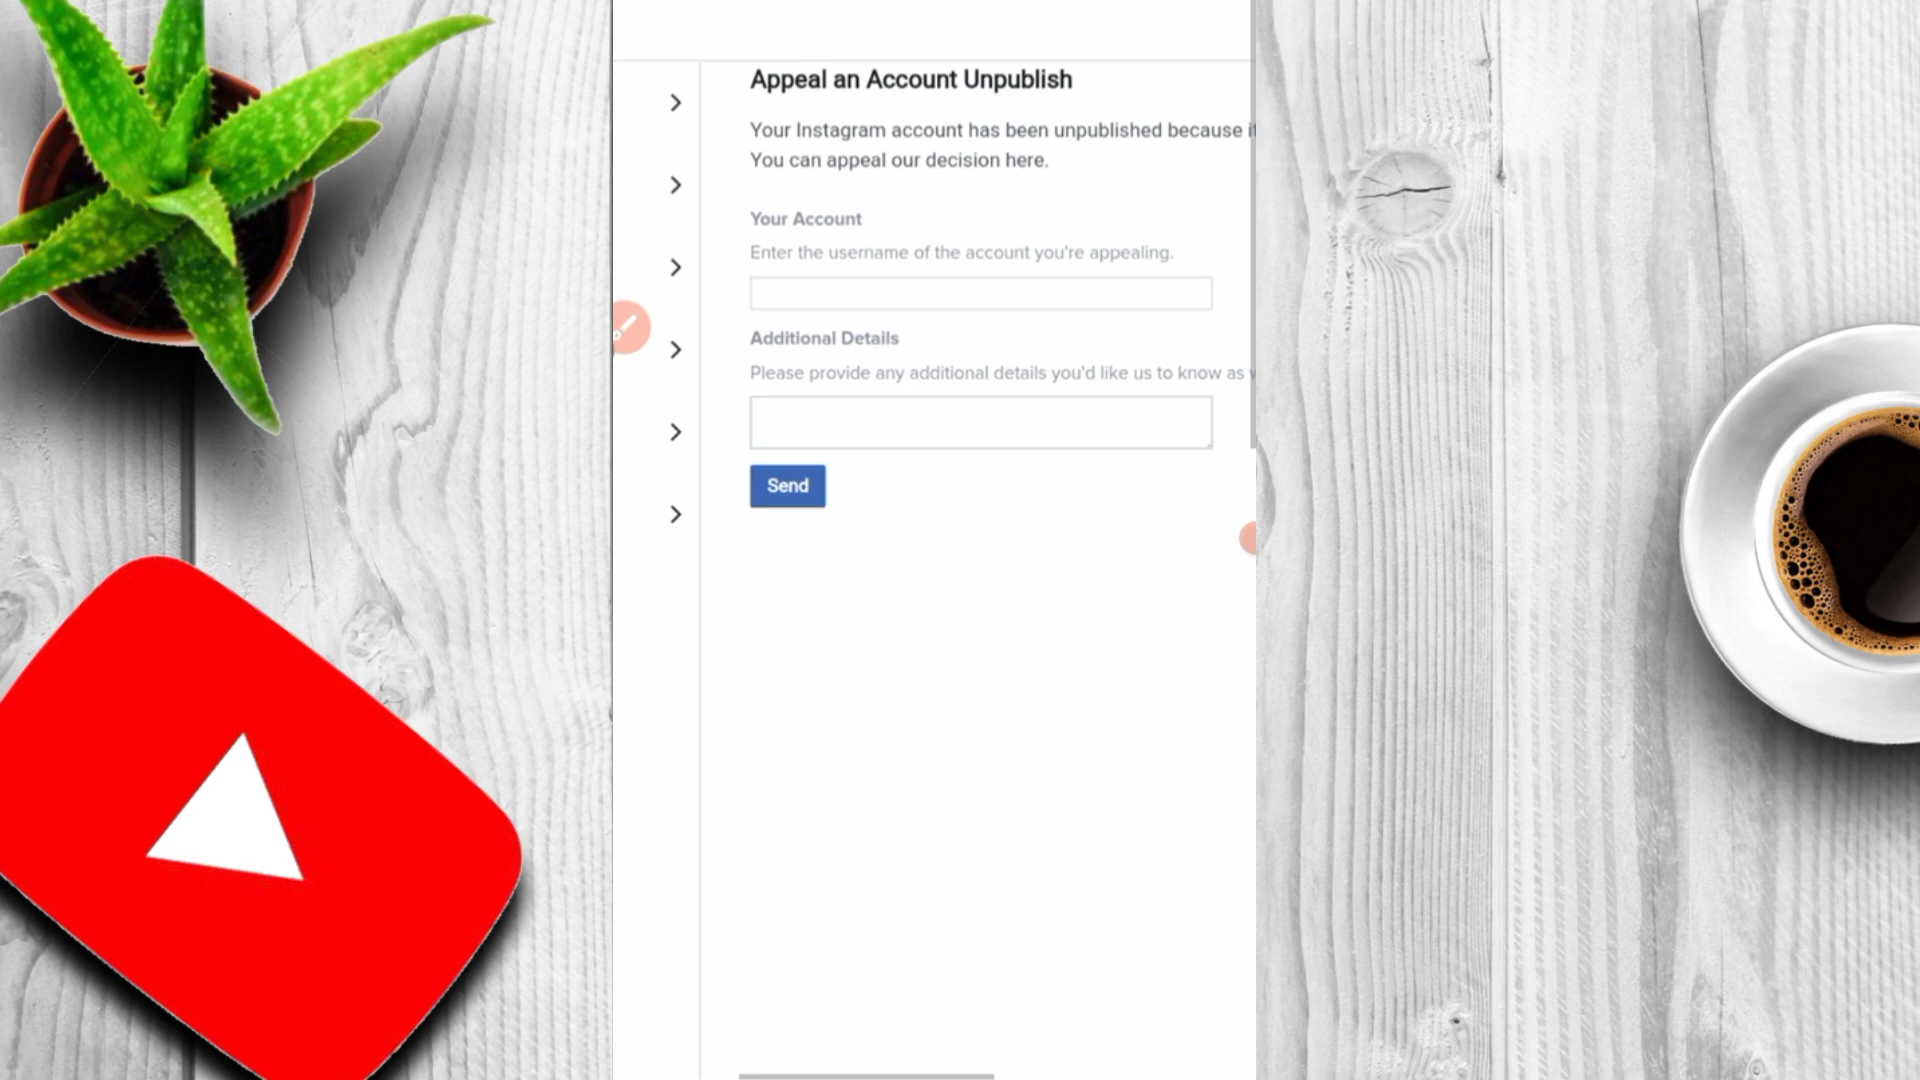 Appeal an Account Unpublish
Your Instagram account has been unpublished because
You can appeal our decision here.
Your Account
Enter the username of the account you're appealing.
Additional Details
Please provide any additional details you'd like us to know as
Send